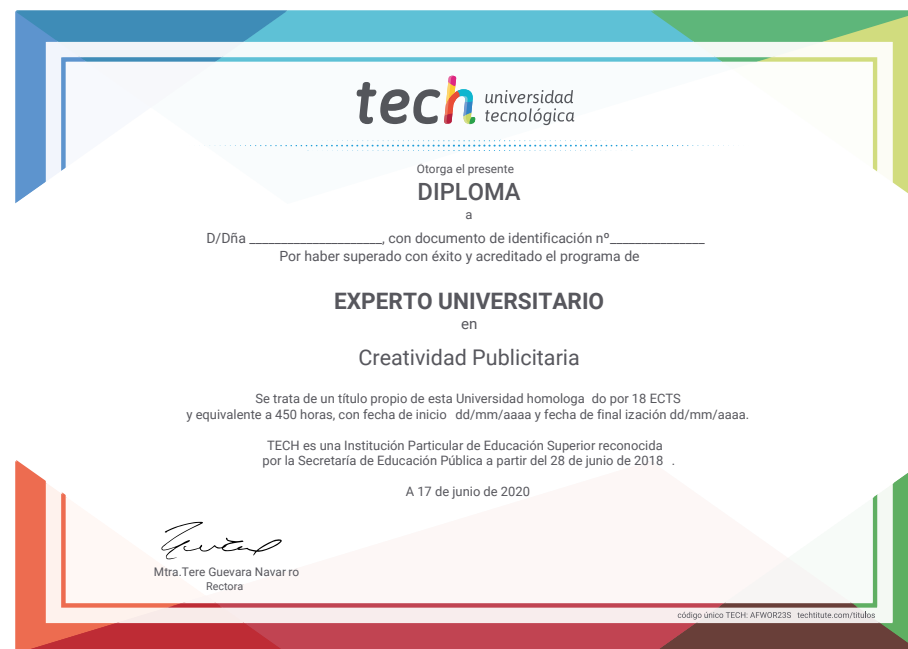 tech universidad
tecnológica
Otorga el presente
DIPLOMA
a
D/Dña ____________________, con documento de identificación nº______________
Por haber superado con éxito y acreditado el programa de
EXPERTO UNIVERSITARIO
en
Creatividad Publicitaria
Se trata de un título propio de esta Universidad homologa do por 18 ECTS
y equivalente a 450 horas, con fecha de inicio dd/mm/aaaa y fecha de final ización dd/mm/aaaa.
TECH es una Institución Particular de Educación Superior reconocida
por la Secretaría de Educación Pública a partir del 28 de junio de 2018 .
A 17 de junio de 2020
Mtra.Tere Guevara Navar ro
Rectora
código único TECH: AFWOR23S techtitute.com/titulos